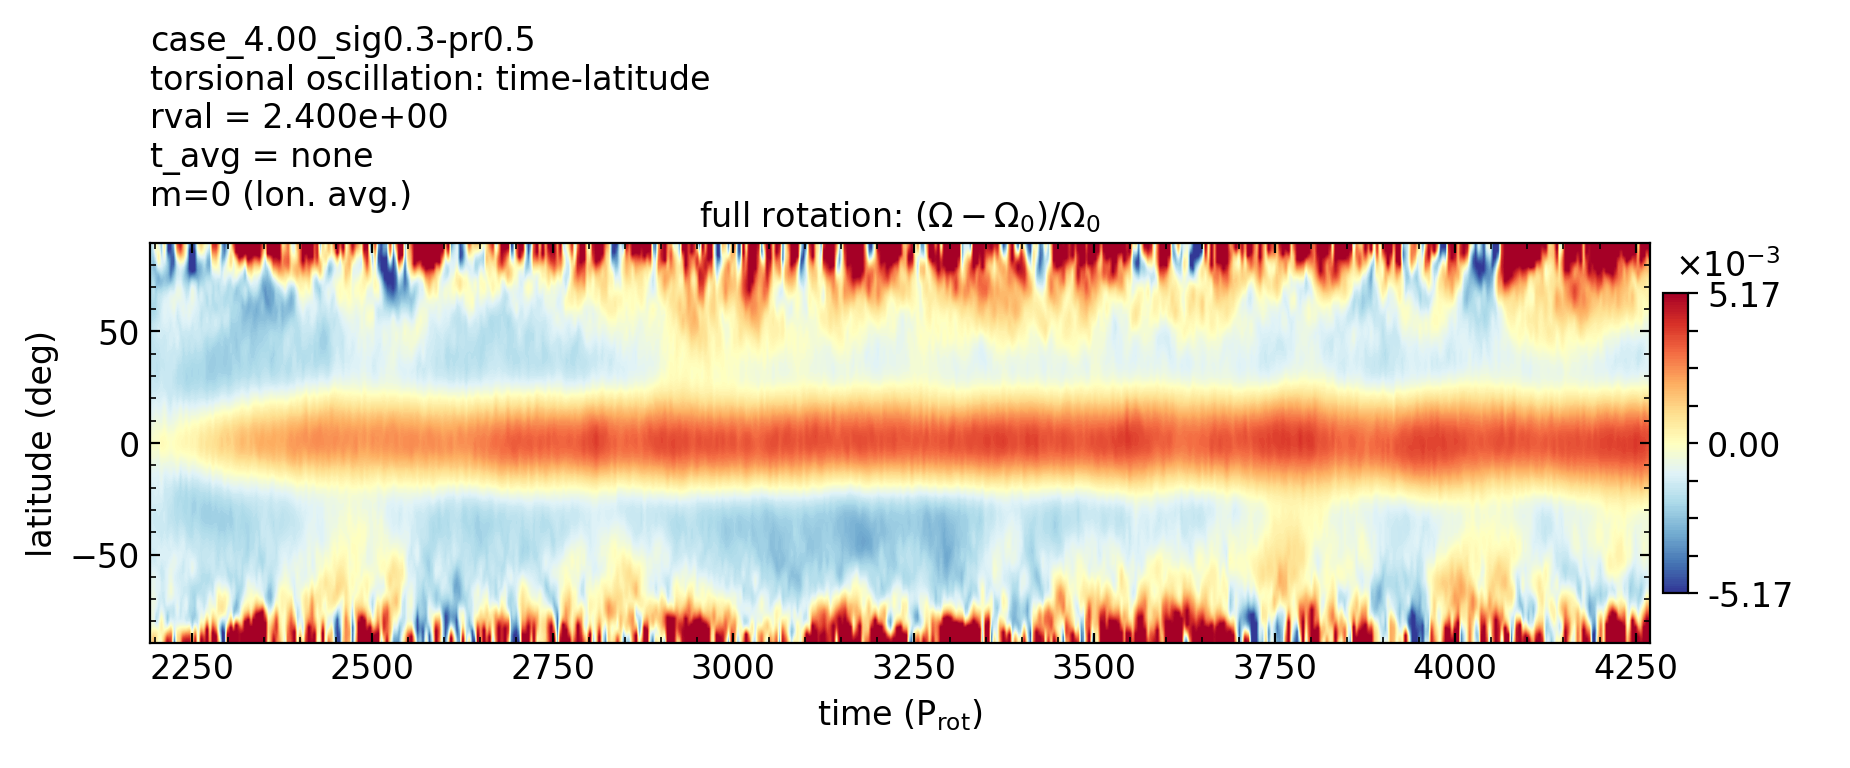 case_4.00_sig0.3-pr0.5
torsional oscillation: time-latitude
rval = 2.400e+00
t_avg = none
m=0 (lon. avg.)
full rotation: (Ω − Ω₀)/Ω₀
×10⁻³
5.17
0.00
-5.17
latitude (deg)
50
0
−50
2250 2500 2750 3000 3250 3500 3750 4000 4250
time (P_rot)